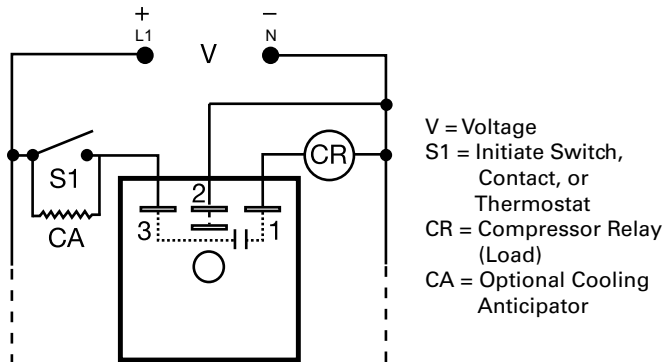 + –
L1 V N
S1
CA
CR
2
3 1
V = Voltage
S1 = Initiate Switch,
Contact, or
Thermostat
CR = Compressor Relay
(Load)
CA = Optional Cooling
Anticipator